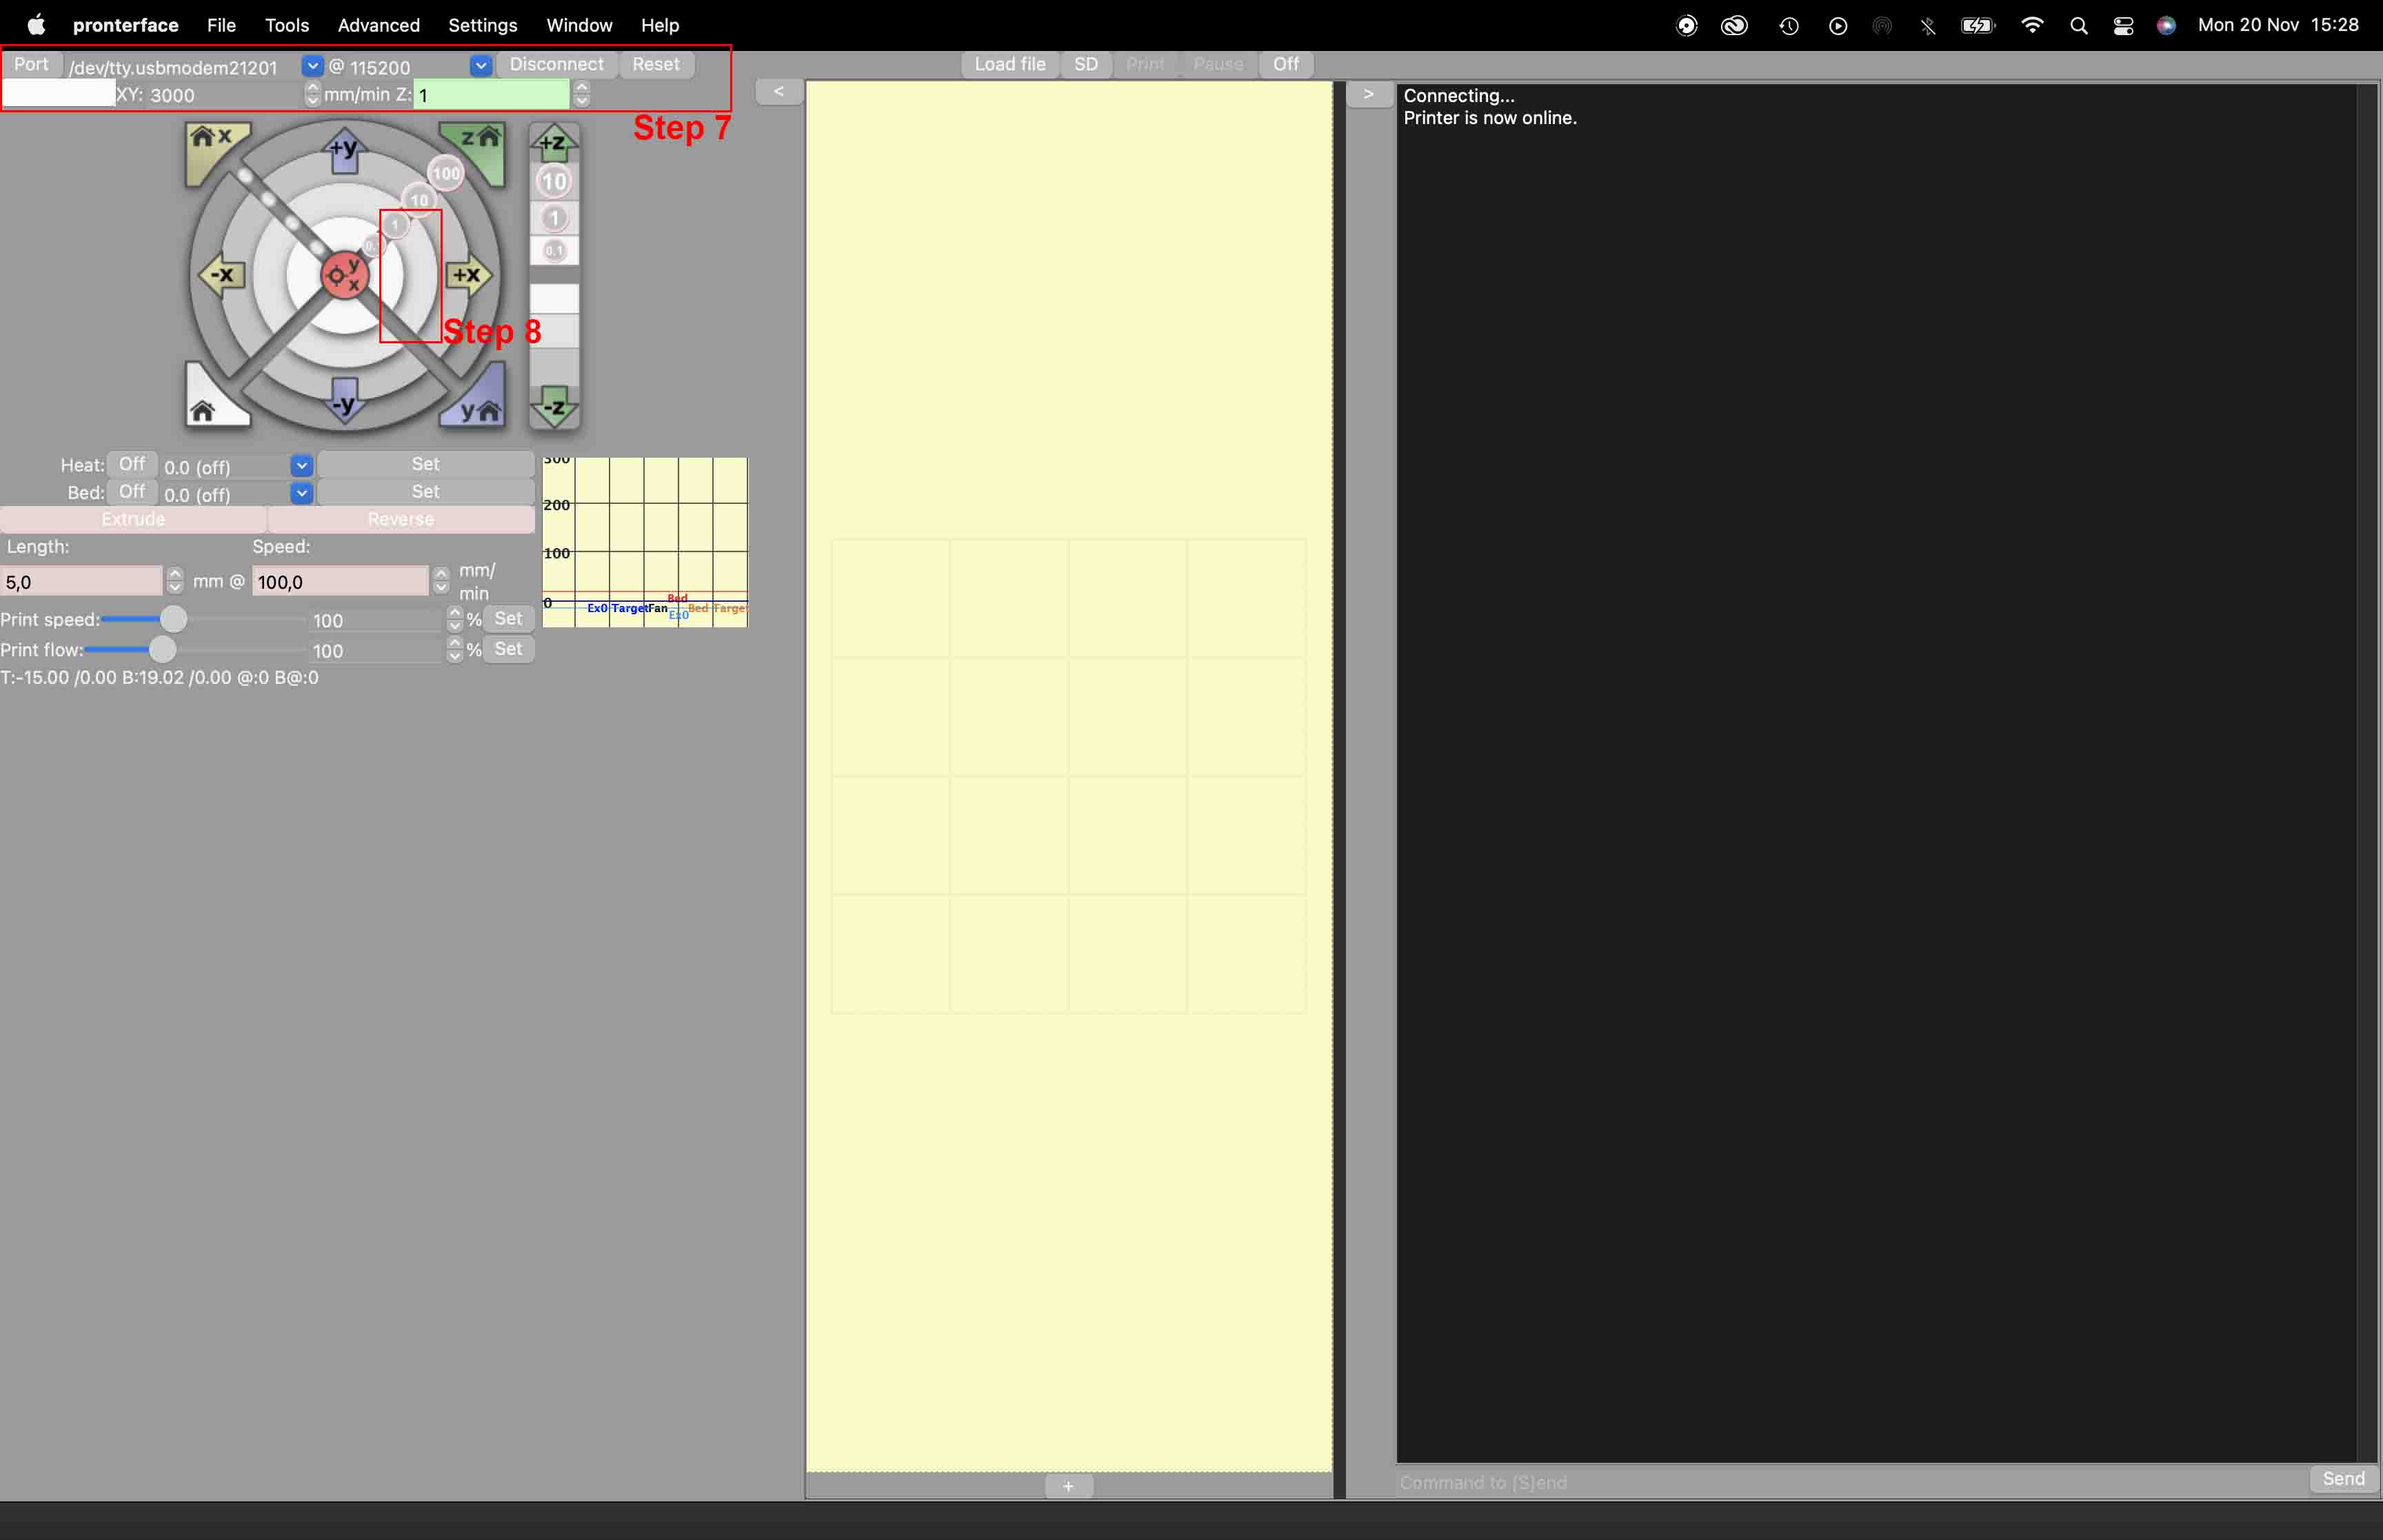 pronterface File Tools Advanced Settings Window Help Mon 20 Nov 15:28
Port /dev/tty.usbmodem21201 @ 115200 Disconnect Reset
Load file SD Print Pause Off
XY: 3000 mm/min Z: 1
< >
Step 7
Connecting...
Printer is now online.
x +y z +z
100 10
10 1
1 0.1
0.
-x y x +x
Step 8
-y y -z
Heat: Off 0.0 (off) Set
Bed: Off 0.0 (off) Set
Extrude Reverse
Length: Speed:
5,0 mm @ 100,0 mm/
min
Print speed: 100 % Set
Print flow: 100 % Set
T:-15.00 /0.00 B:19.02 /0.00 @:0 B@:0
300
200
100
0
Bed
Ex0 Target Fan Bed Target
Ex0
+
Command to [S]end Send